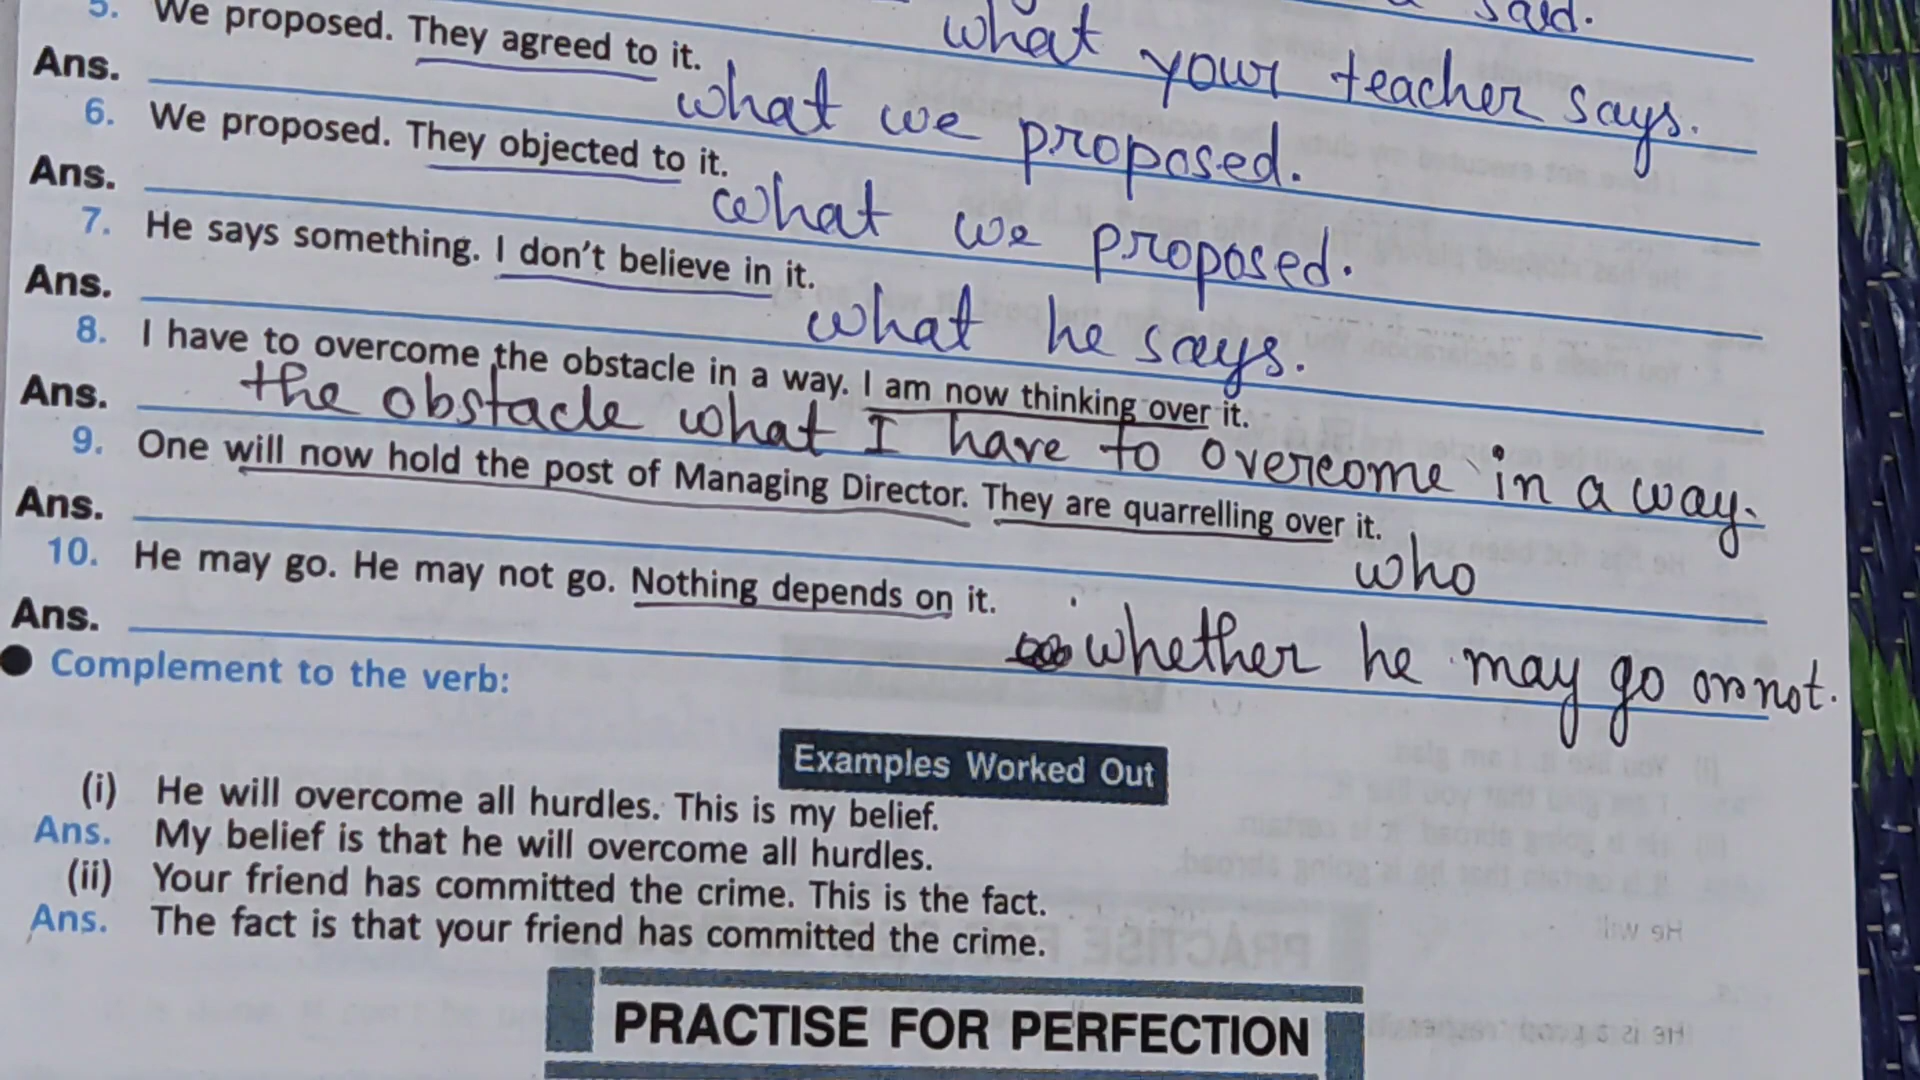 said.
5. We proposed. They agreed to it.
what your teacher says.
Ans.
what we proposed.
6. We proposed. They objected to it.
Ans.
what we proposed.
7. He says something. I don't believe in it.
Ans.
what he says.
8. I have to overcome the obstacle in a way. I am now thinking over it.
Ans. the obstacle what I have to overcome in a way.
9. One will now hold the post of Managing Director. They are quarrelling over it.
Ans.
who
10. He may go. He may not go. Nothing depends on it.
Ans.
whether he may go or not.
Complement to the verb:
Examples Worked Out
(i) He will overcome all hurdles. This is my belief.
Ans. My belief is that he will overcome all hurdles.
(ii) Your friend has committed the crime. This is the fact.
Ans. The fact is that your friend has committed the crime.
PRACTISE FOR PERFECTION